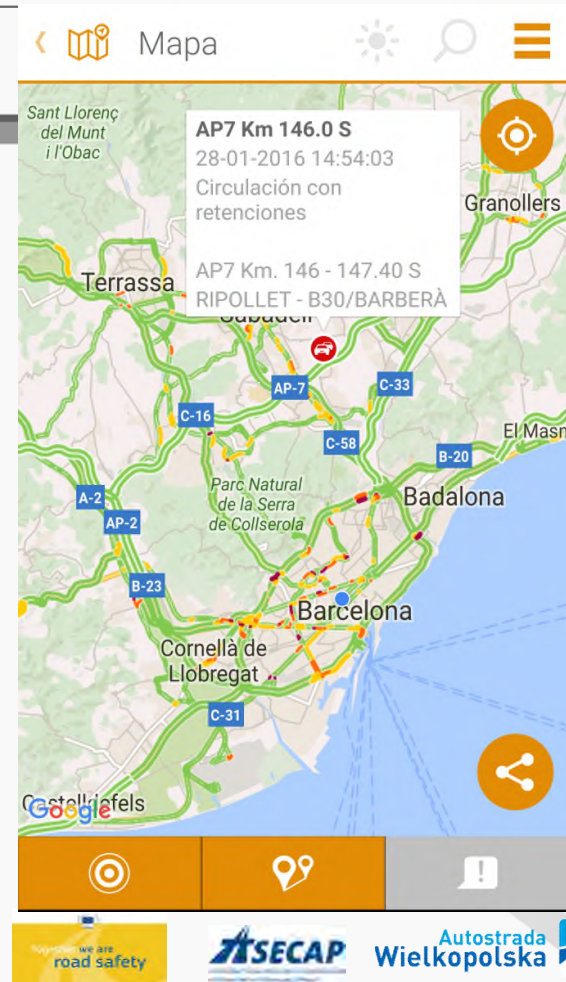 Mapa
Sant Llorenç
del Munt
i l'Obac
AP7 Km 146.0 S
28-01-2016 14:54:03
Circulación con
retenciones
AP7 Km. 146 - 147.40 S
RIPOLLET - B30/BARBERÀ
Granollers
Terrassa
Sabadell
AP-7
C-33
C-16
C-58
El Masn
B-20
Parc Natural
de la Serra
de Collserola
A-2
Badalona
AP-2
B-23
Barcelona
Cornellà de
Llobregat
C-31
Castelldefels
Google
we are
road safety
ASECAP
Autostrada
Wielkopolska